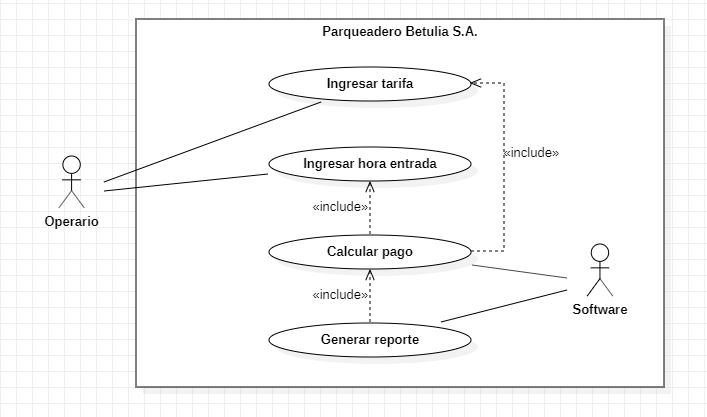 Parqueadero Betulia S.A.
Ingresar tarifa
«include»
Ingresar hora entrada
Operario
«include»
Calcular pago
«include»
Software
Generar reporte